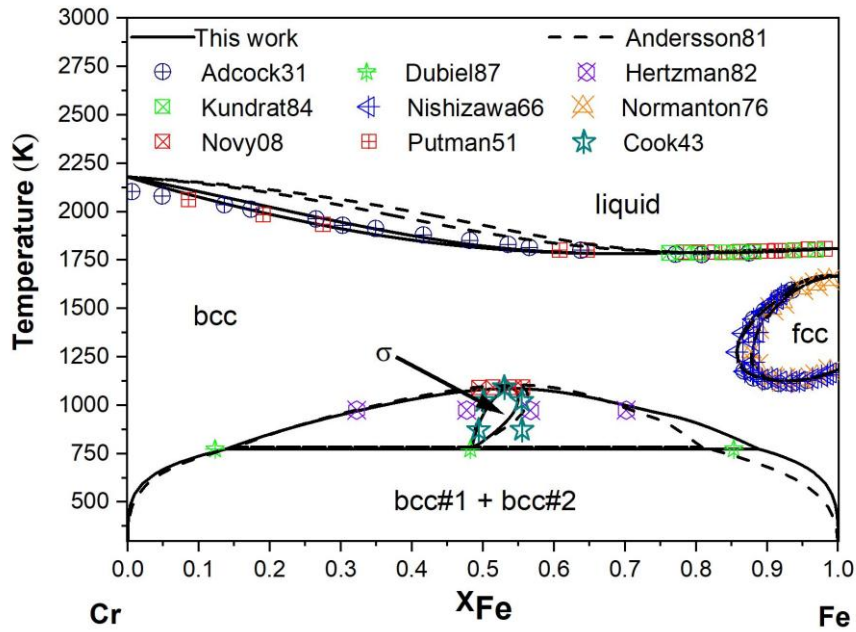 3000
2750
2500
2250
2000
1750
1500
1250
1000
750
500
Temperature (K)
This work
Andersson81
Adcock31
Dubiel87
Hertzman82
Kundrat84
Nishizawa66
Normanton76
Novy08
Putman51
Cook43
liquid
bcc
fcc
σ
bcc#1 + bcc#2
0.0 0.1 0.2 0.3 0.4 0.5 0.6 0.7 0.8 0.9 1.0
Cr
XFe
Fe